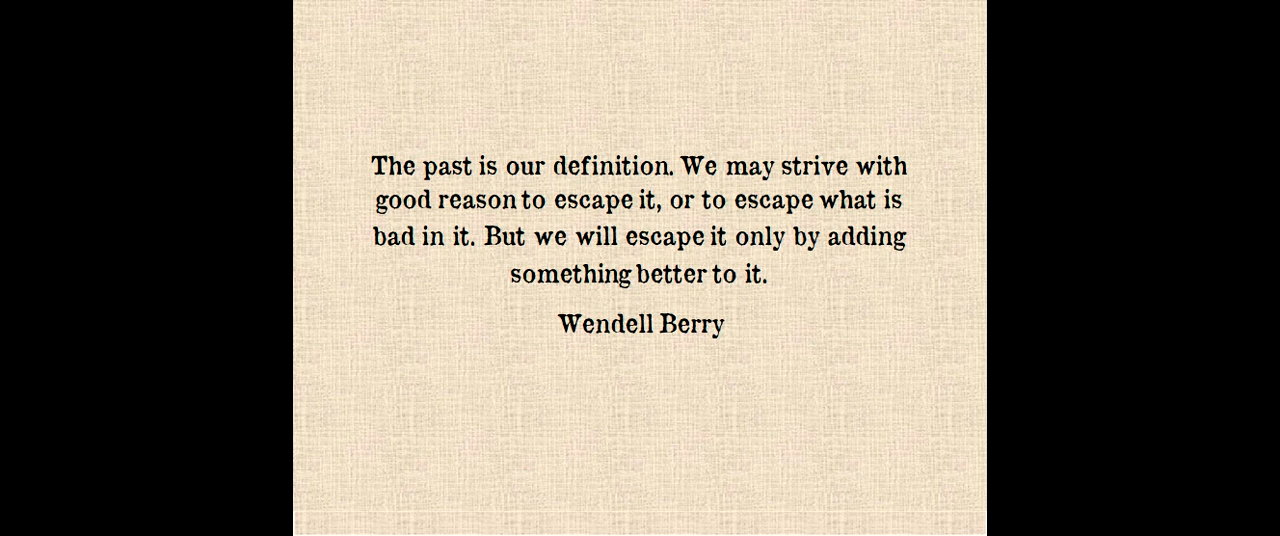 The past is our definition. We may strive with
good reason to escape it, or to escape what is
bad in it. But we will escape it only by adding
something better to it.
Wendell Berry